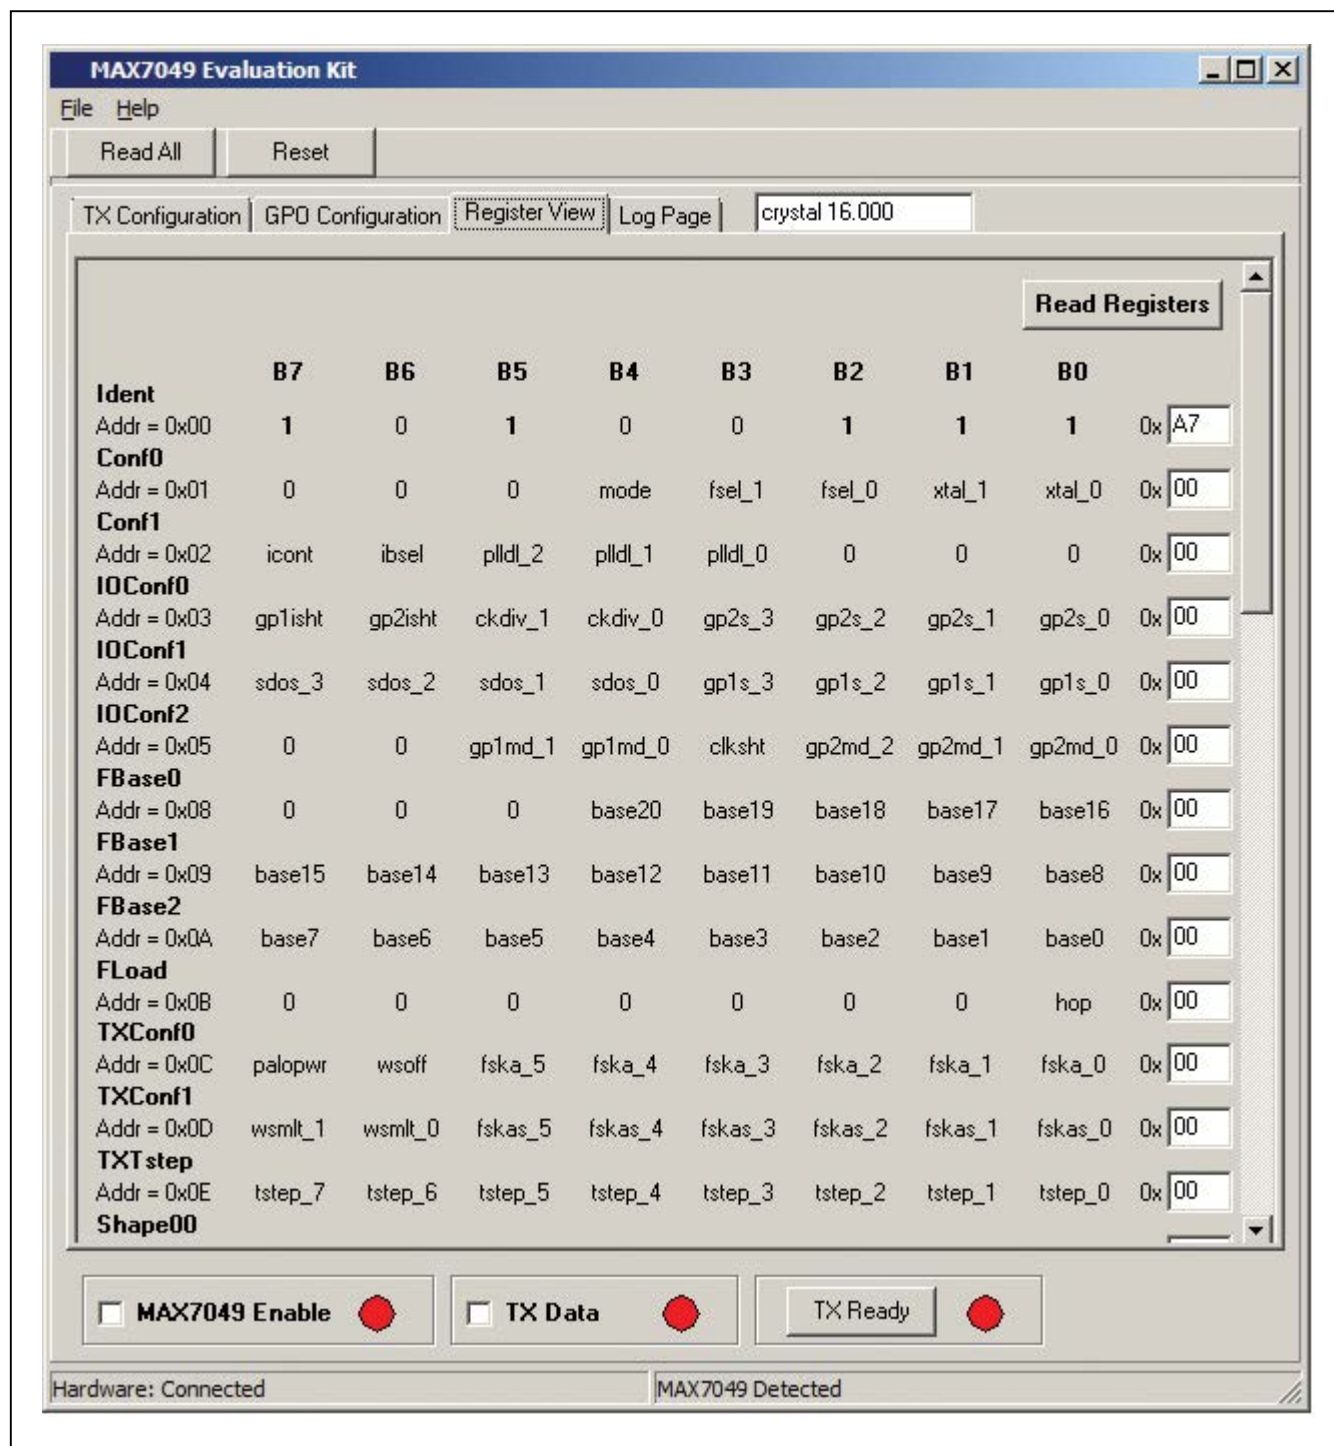 MAX7049 Evaluation Kit
File Help
Read All Reset
TX Configuration GPO Configuration Register View Log Page crystal 16.000
Read Registers
B7 B6 B5 B4 B3 B2 B1 B0
Ident
Addr = 0x00 1 0 1 0 0 1 1 1 0x A7
Conf0
Addr = 0x01 0 0 0 mode fsel_1 fsel_0 xtal_1 xtal_0 0x 00
Conf1
Addr = 0x02 icont ibsel plldl_2 plldl_1 plldl_0 0 0 0 0x 00
IOConf0
Addr = 0x03 gp1isht gp2isht ckdiv_1 ckdiv_0 gp2s_3 gp2s_2 gp2s_1 gp2s_0 0x 00
IOConf1
Addr = 0x04 sdos_3 sdos_2 sdos_1 sdos_0 gp1s_3 gp1s_2 gp1s_1 gp1s_0 0x 00
IOConf2
Addr = 0x05 0 0 gp1md_1 gp1md_0 clksht gp2md_2 gp2md_1 gp2md_0 0x 00
FBase0
Addr = 0x08 0 0 0 base20 base19 base18 base17 base16 0x 00
FBase1
Addr = 0x09 base15 base14 base13 base12 base11 base10 base9 base8 0x 00
FBase2
Addr = 0x0A base7 base6 base5 base4 base3 base2 base1 base0 0x 00
FLoad
Addr = 0x0B 0 0 0 0 0 0 0 hop 0x 00
TXConf0
Addr = 0x0C palopwr wsoff fska_5 fska_4 fska_3 fska_2 fska_1 fska_0 0x 00
TXConf1
Addr = 0x0D wsmlt_1 wsmlt_0 fskas_5 fskas_4 fskas_3 fskas_2 fskas_1 fskas_0 0x 00
TXTstep
Addr = 0x0E tstep_7 tstep_6 tstep_5 tstep_4 tstep_3 tstep_2 tstep_1 tstep_0 0x 00
Shape00
MAX7049 Enable TX Data TX Ready
Hardware: Connected MAX7049 Detected